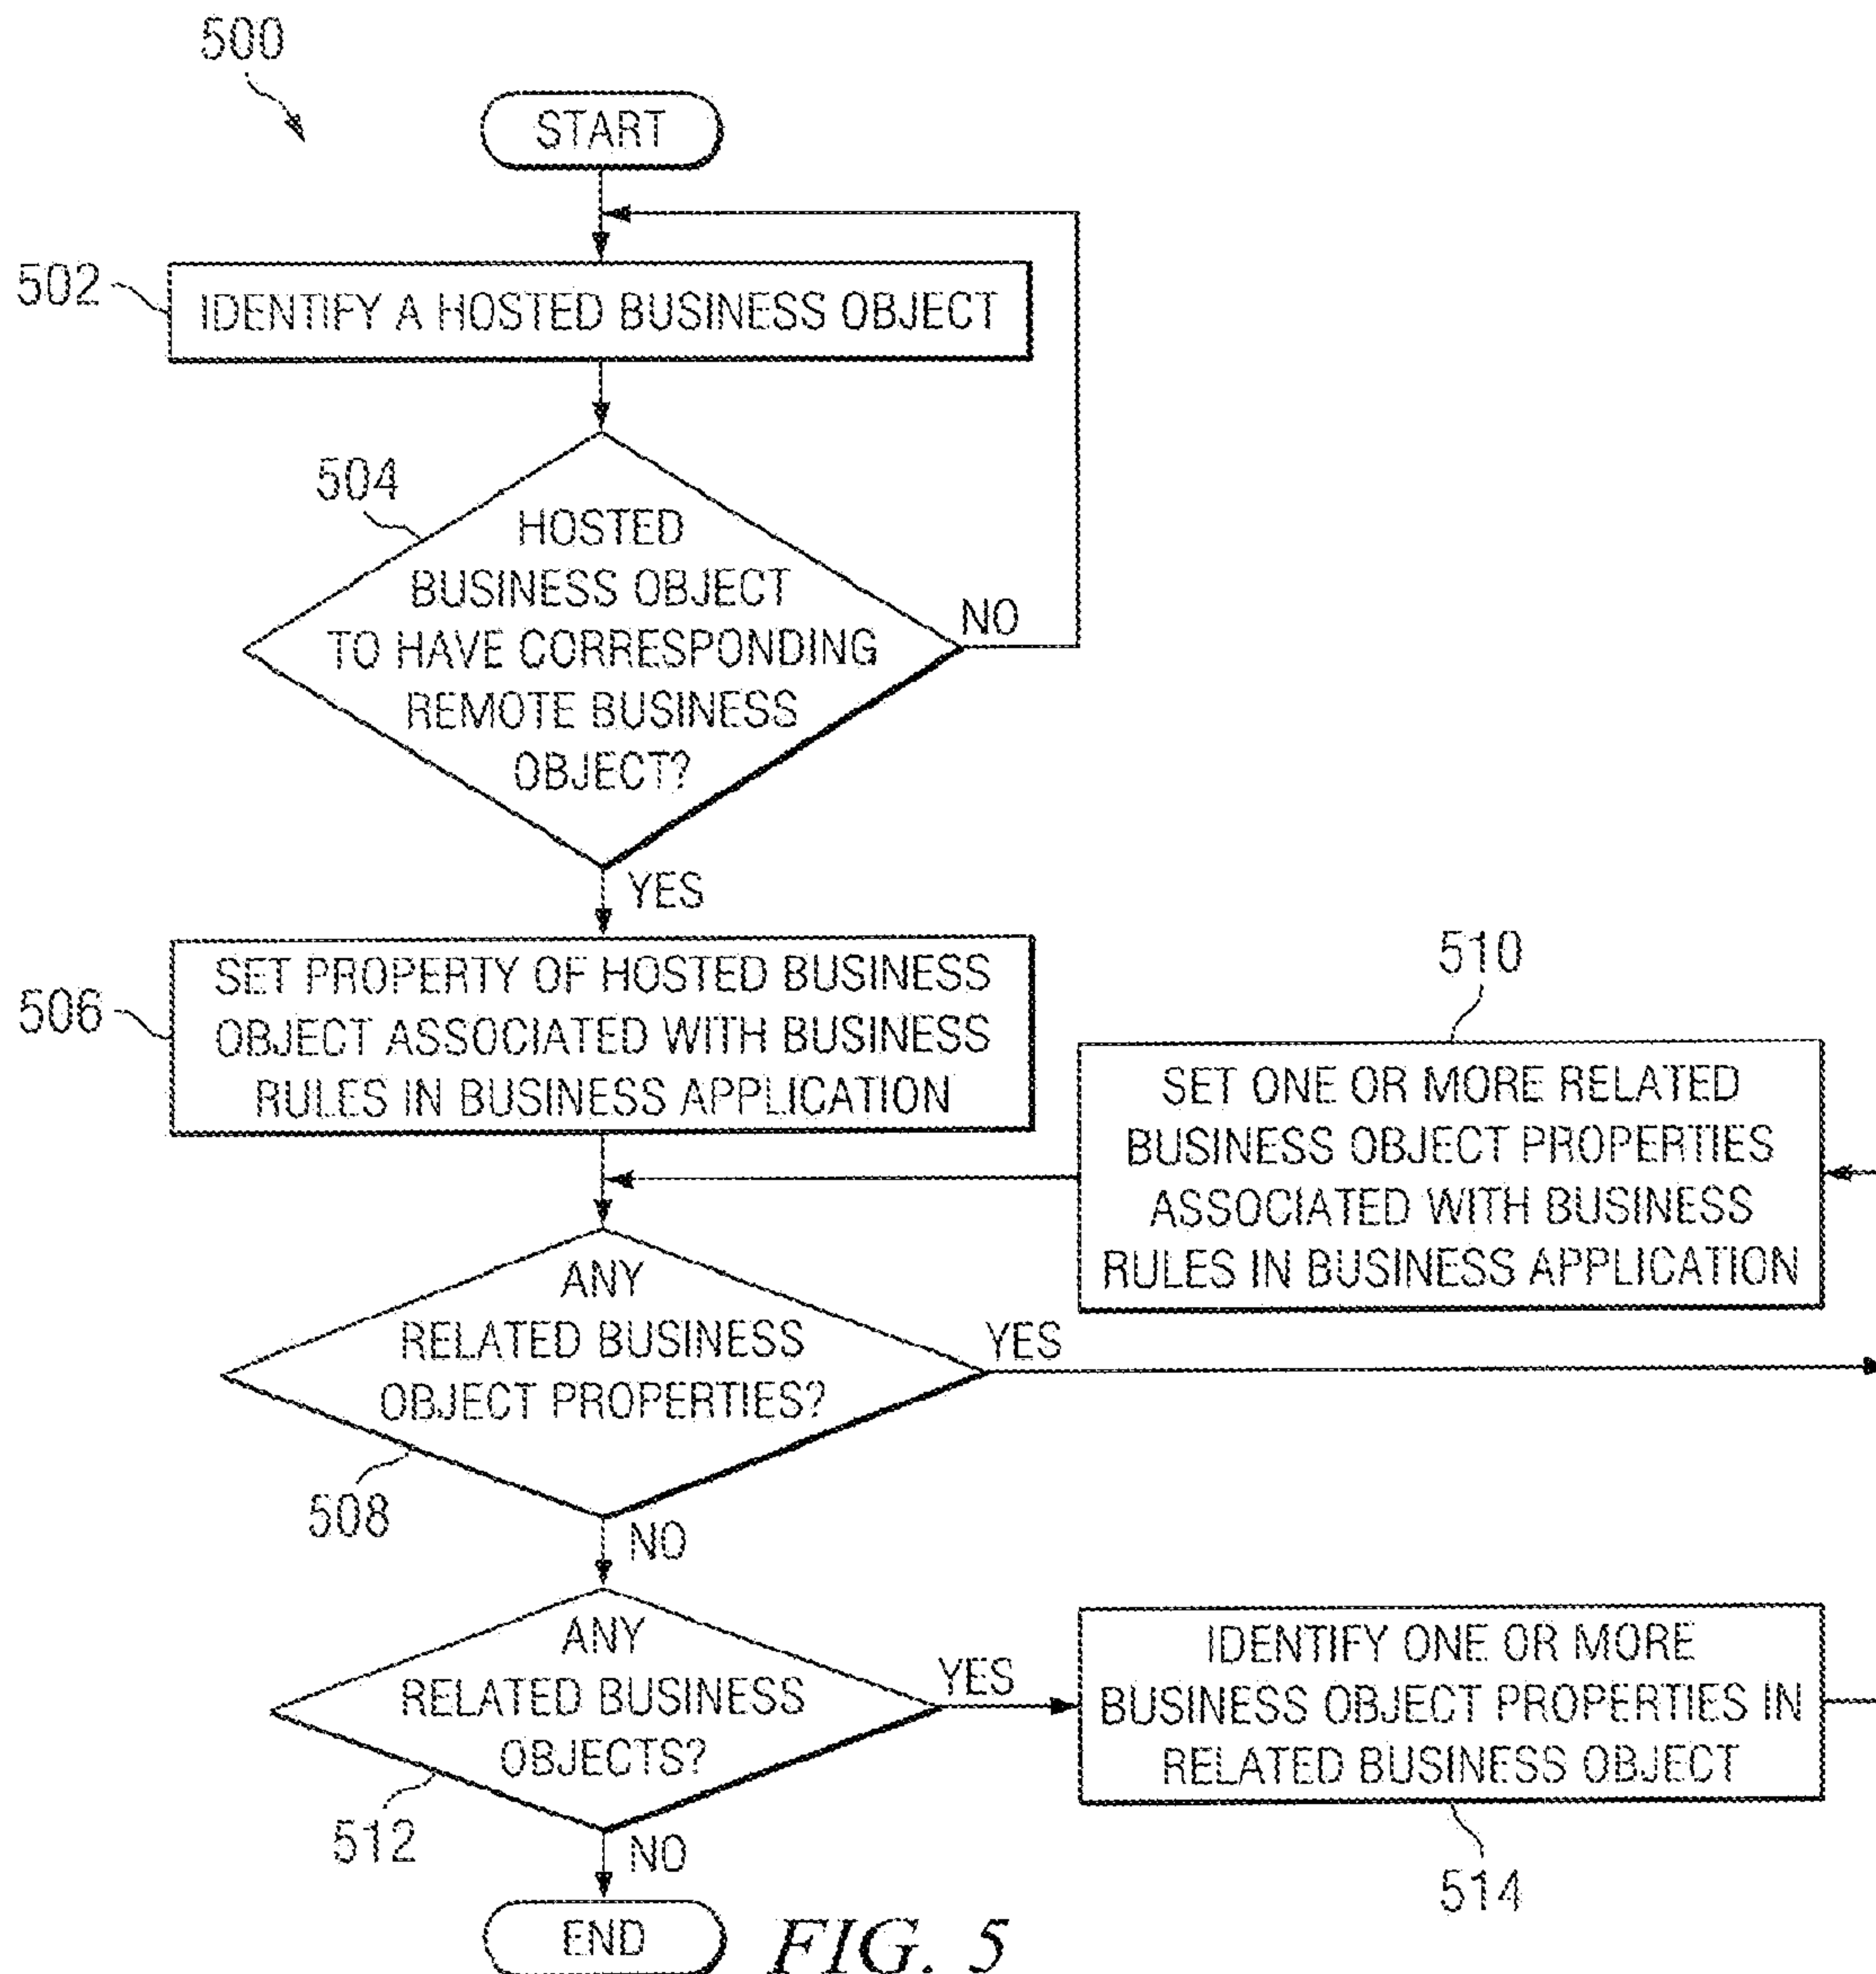 500
START
502
IDENTIFY A HOSTED BUSINESS OBJECT
504
HOSTED
BUSINESS OBJECT
TO HAVE CORRESPONDING
REMOTE BUSINESS
OBJECT?
NO
YES
506
SET PROPERTY OF HOSTED BUSINESS
OBJECT ASSOCIATED WITH BUSINESS
RULES IN BUSINESS APPLICATION
510
SET ONE OR MORE RELATED
BUSINESS OBJECT PROPERTIES
ASSOCIATED WITH BUSINESS
RULES IN BUSINESS APPLICATION
ANY
RELATED BUSINESS
OBJECT PROPERTIES?
YES
508
NO
ANY
RELATED BUSINESS
OBJECTS?
YES
512
IDENTIFY ONE OR MORE
BUSINESS OBJECT PROPERTIES IN
RELATED BUSINESS OBJECT
514
NO
END
FIG. 5